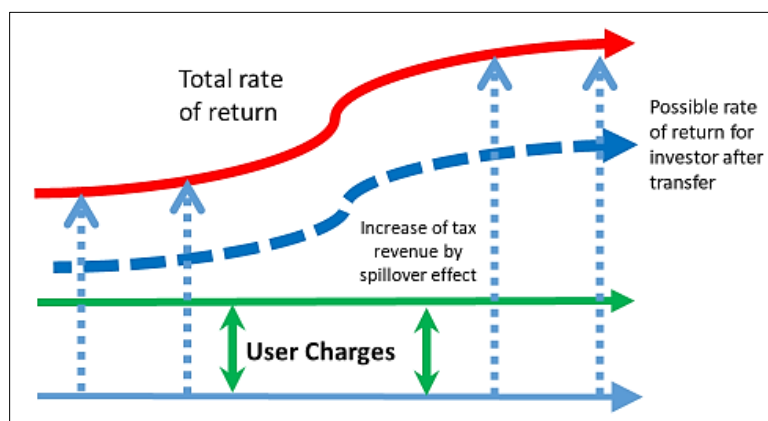 Total rate
of return
Possible rate
of return for
investor after
transfer
Increase of tax
revenue by
spillover effect
User Charges